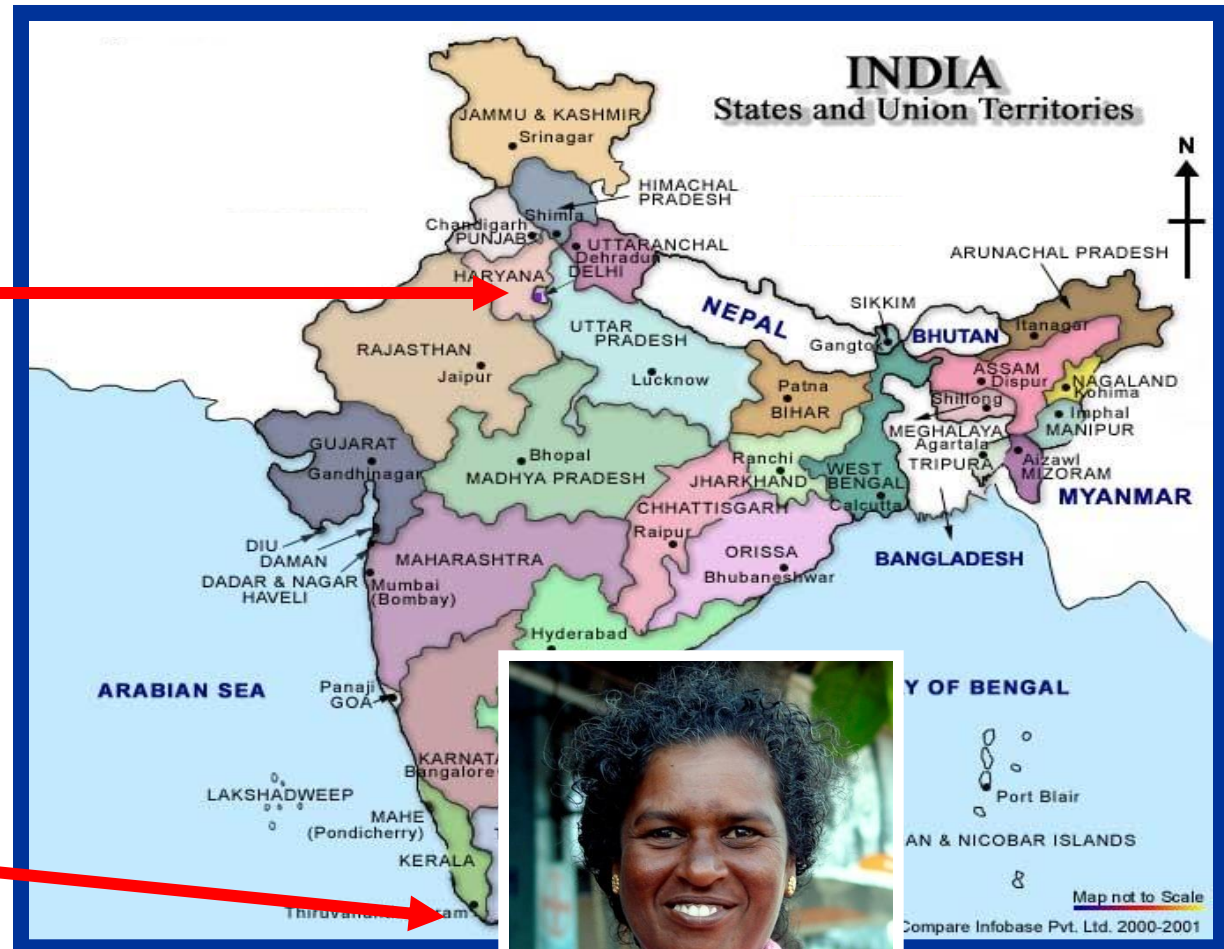 INDIA
States and Union Territories
N
JAMMU & KASHMIR
Srinagar
HIMACHAL
PRADESH
Shimla
Chandigarh
PUNJAB
UTTARANCHAL
Dehradun
DELHI
HARYANA
ARUNACHAL PRADESH
SIKKIM
NEPAL
BHUTAN
Itanagar
Gangtok
UTTAR
PRADESH
RAJASTHAN
Jaipur
Lucknow
Patna
BIHAR
ASSAM
Dispur
NAGALAND
Kohima
Shillong
Imphal
MANIPUR
MEGHALAYA
Agartala
TRIPURA
Aizawl
MIZORAM
MYANMAR
GUJARAT
Gandhinagar
Bhopal
MADHYA PRADESH
Ranchi
JHARKHAND
WEST
BENGAL
Calcutta
CHHATTISGARH
Raipur
ORISSA
Bhubaneshwar
BANGLADESH
DIU
DAMAN
DADAR & NAGAR
HAVELI
MAHARASHTRA
Mumbai
(Bombay)
Hyderabad
ARABIAN SEA
Panaji
GOA
Y OF BENGAL
KARNATA
Bangalore
LAKSHADWEEP
MAHE
(Pondicherry)
KERALA
Port Blair
AN & NICOBAR ISLANDS
Map not to Scale
Compare Infobase Pvt. Ltd. 2000-2001